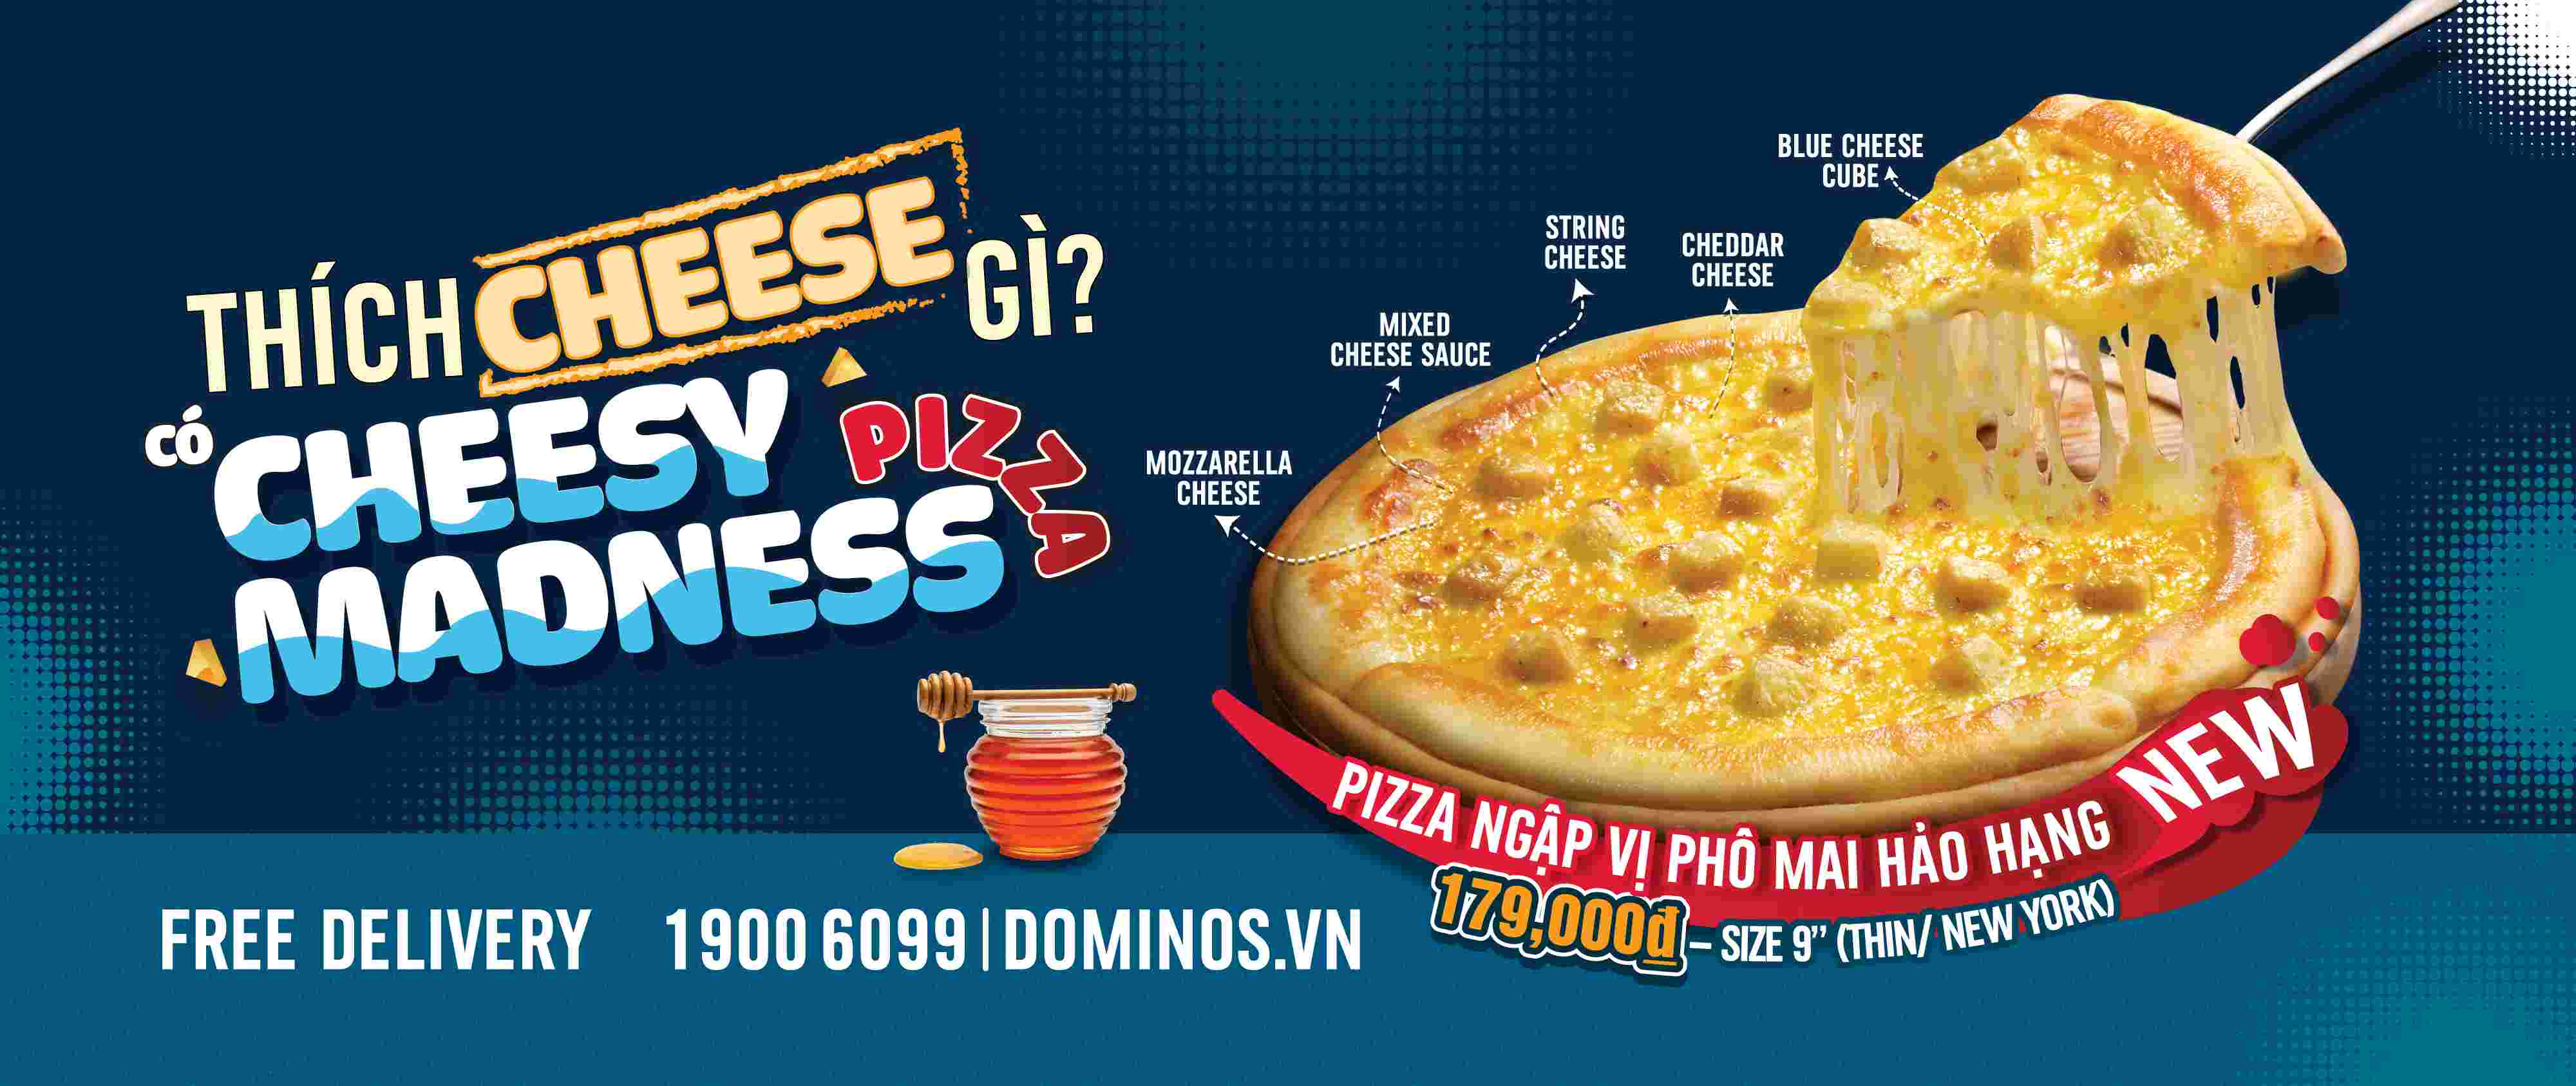 THÍCH CHEESE GÌ?
CÓ CHEESY
PIZZA
MADNESS
FREE DELIVERY 1900 6099 | DOMINOS.VN
MOZZARELLA
CHEESE
MIXED
CHEESE SAUCE
STRING
CHEESE
CHEDDAR
CHEESE
BLUE CHEESE
CUBE
PIZZA NGẬP VỊ PHÔ MAI HẢO HẠNG
NEW
179,000đ – SIZE 9” (THIN/ NEW YORK)